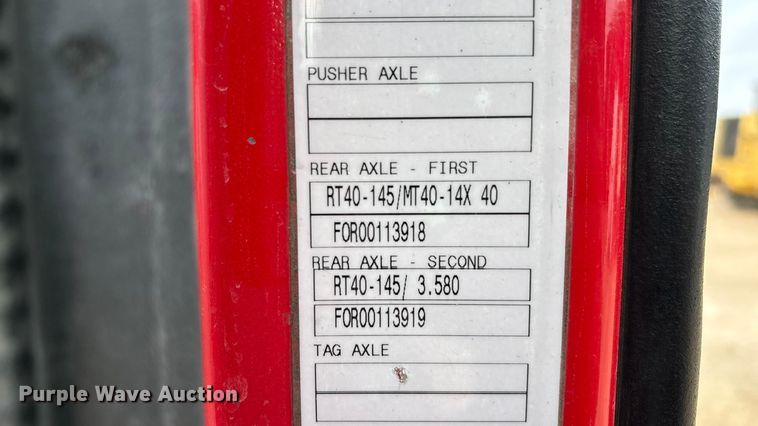 PUSHER AXLE
REAR AXLE - FIRST
RT40-145/MT40-14X 40
FOR00113918
REAR AXLE - SECOND
RT40-145/ 3.580
FOR00113919
TAG AXLE
Purple Wave Auction®